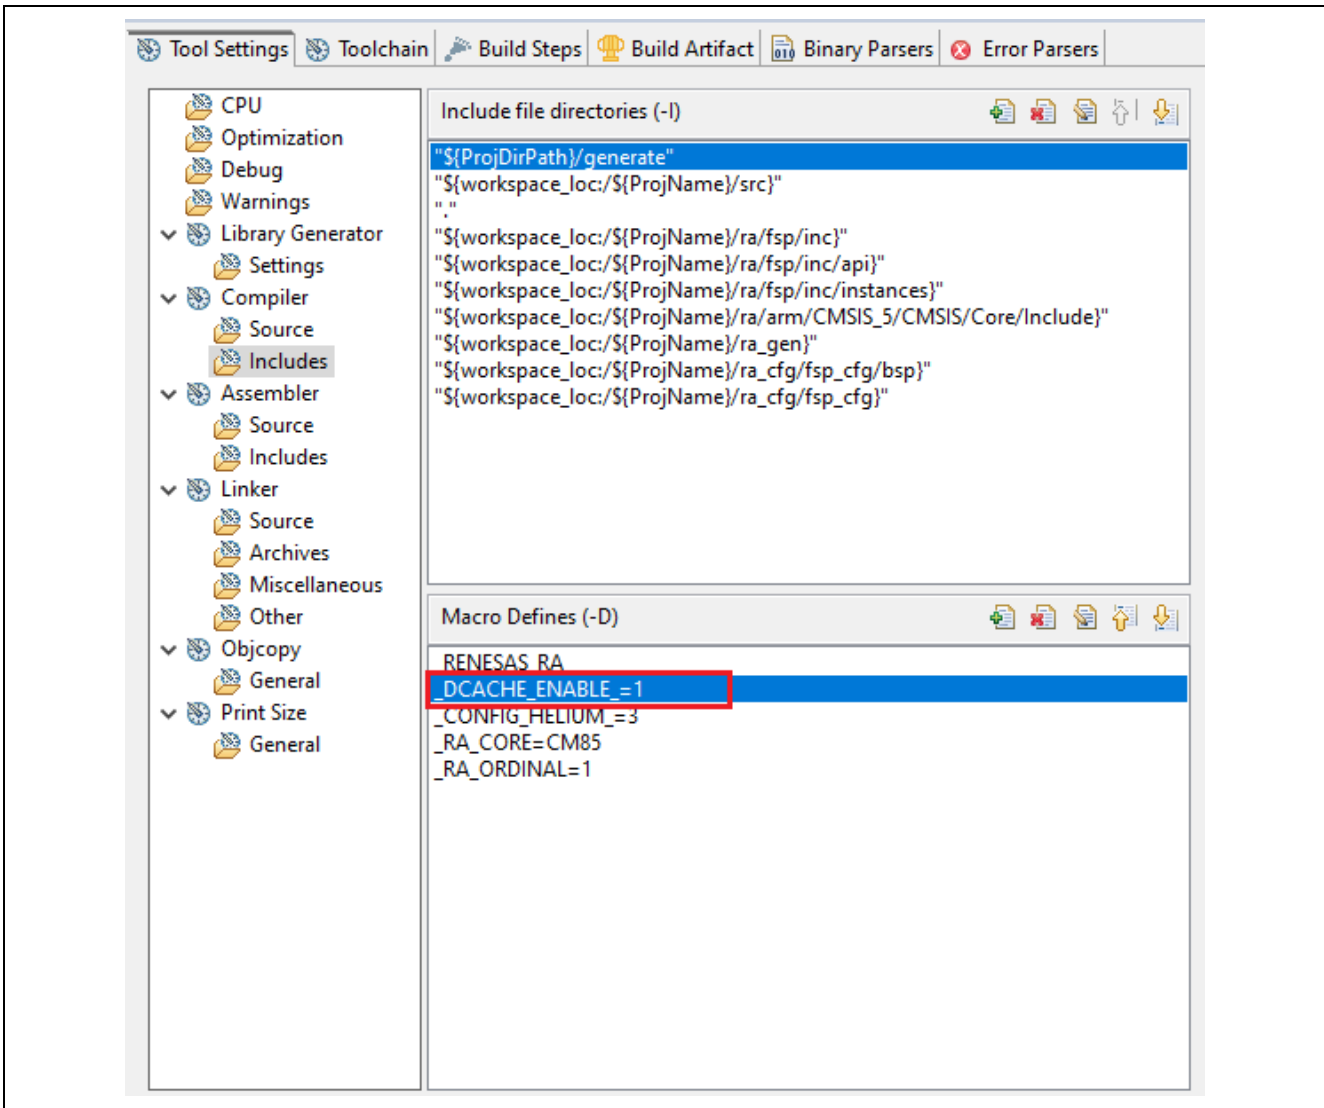 Tool Settings Toolchain Build Steps Build Artifact Binary Parsers Error Parsers
CPU
Optimization
Debug
Warnings
Library Generator
Settings
Compiler
Source
Includes
Assembler
Source
Includes
Linker
Source
Archives
Miscellaneous
Other
Objcopy
General
Print Size
General
Include file directories (-I)
"${ProjDirPath}/generate"
"${workspace_loc:/${ProjName}/src}"
"."
"${workspace_loc:/${ProjName}/ra/fsp/inc}"
"${workspace_loc:/${ProjName}/ra/fsp/inc/api}"
"${workspace_loc:/${ProjName}/ra/fsp/inc/instances}"
"${workspace_loc:/${ProjName}/ra/arm/CMSIS_5/CMSIS/Core/Include}"
"${workspace_loc:/${ProjName}/ra_gen}"
"${workspace_loc:/${ProjName}/ra_cfg/fsp_cfg/bsp}"
"${workspace_loc:/${ProjName}/ra_cfg/fsp_cfg}"
Macro Defines (-D)
_RENESAS_RA_
_DCACHE_ENABLE_=1
_CONFIG_HELIUM_=3
_RA_CORE=CM85
_RA_ORDINAL=1